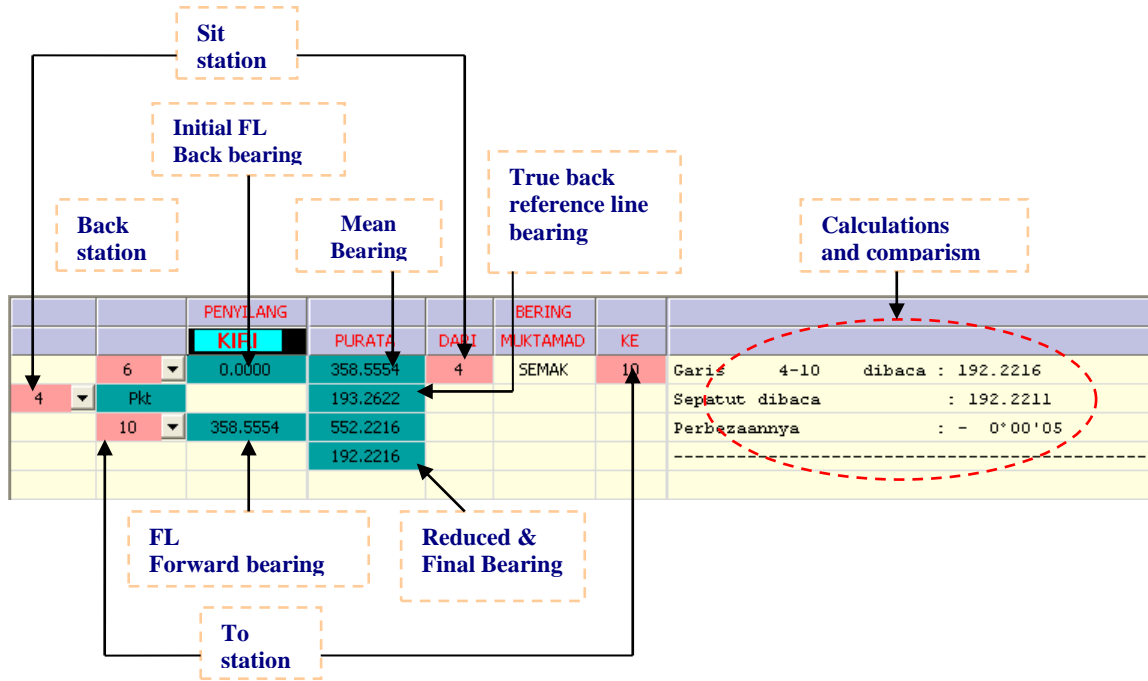 Sit
station
Initial FL
Back bearing
True back
reference line
bearing
Back
station
Mean
Bearing
Calculations
and comparism
PENYILANG BERING
KIRI PURATA DARI MUKTAMAD KE
6 0.0000 358.5554 4 SEMAK 10 Garis 4-10 dibaca : 192.2216
4 Pkt 193.2622 Sepatut dibaca : 192.2211
10 358.5554 552.2216 Perbezaannya : - 0°00'05
192.2216 ------------------------------------------------
FL
Forward bearing
Reduced &
Final Bearing
To
station